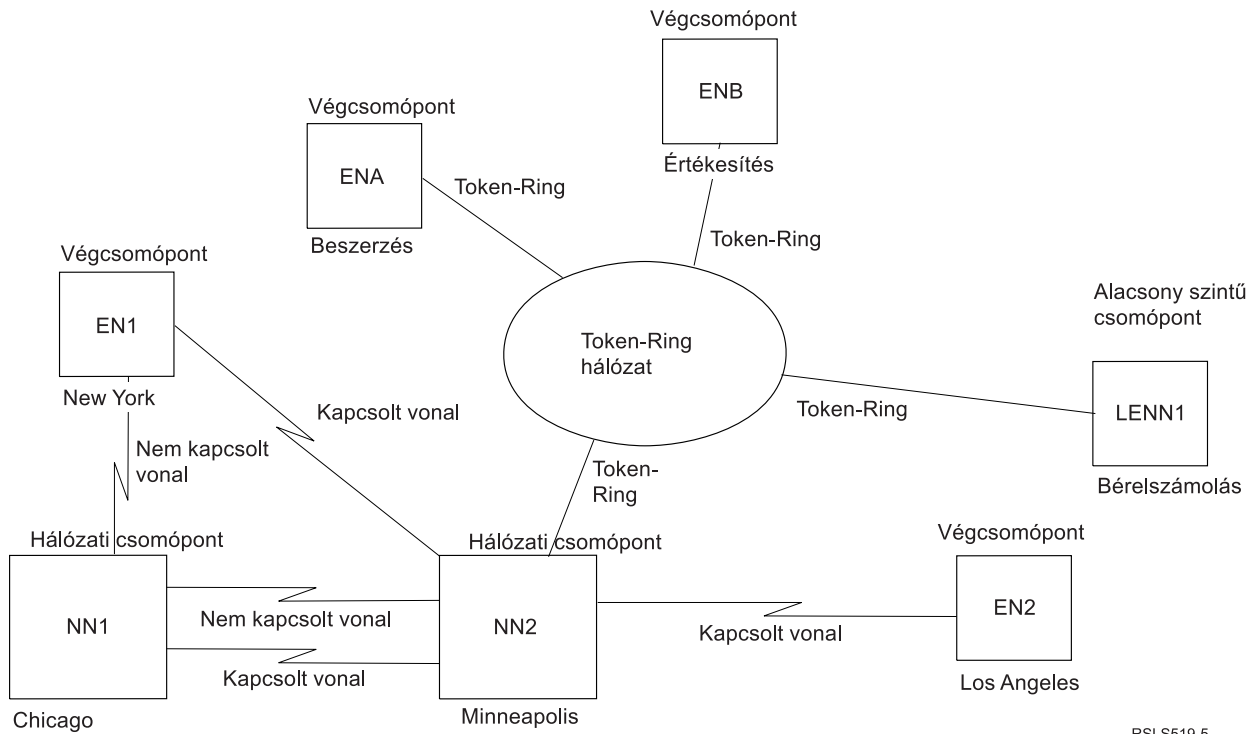 Végcsomópont
ENB
Értékesítés
Végcsomópont
ENA
Beszerzés
Token-Ring
Token-Ring
Végcsomópont
EN1
New York
Token-Ring
hálózat
Alacsony szintű
csomópont
LENN1
Bérelszámolás
Token-Ring
Kapcsolt vonal
Nem kapcsolt
vonal
Token-
Ring
Hálózati csomópont
NN1
Chicago
Nem kapcsolt vonal
Kapcsolt vonal
Hálózati csomópont
NN2
Minneapolis
Kapcsolt vonal
Végcsomópont
EN2
Los Angeles
RSLS519-5